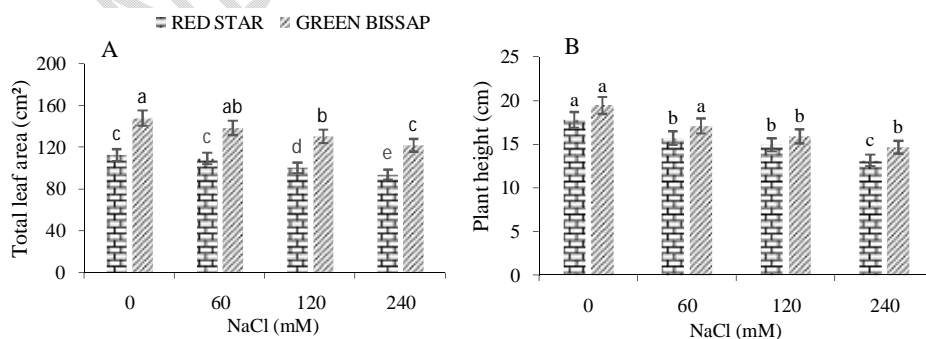 RED STAR GREEN BISSAP
A
Total leaf area (cm²)
200
160
120
80
40
0
c a c ab d b e c
0 60 120 240
NaCl (mM)
B
Plant height (cm)
25
20
15
10
5
0
a a b a b b c b
0 60 120 240
NaCl (mM)